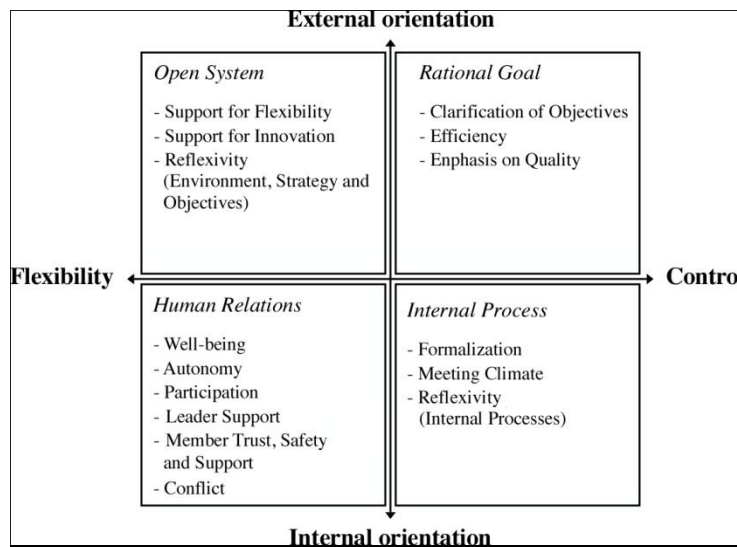 External orientation
Open System
- Support for Flexibility
- Support for Innovation
- Reflexivity
(Environment, Strategy and
Objectives)
Rational Goal
- Clarification of Objectives
- Efficiency
- Enphasis on Quality
Flexibility
Contro
Human Relations
- Well-being
- Autonomy
- Participation
- Leader Support
- Member Trust, Safety
and Support
- Conflict
Internal Process
- Formalization
- Meeting Climate
- Reflexivity
(Internal Processes)
Internal orientation